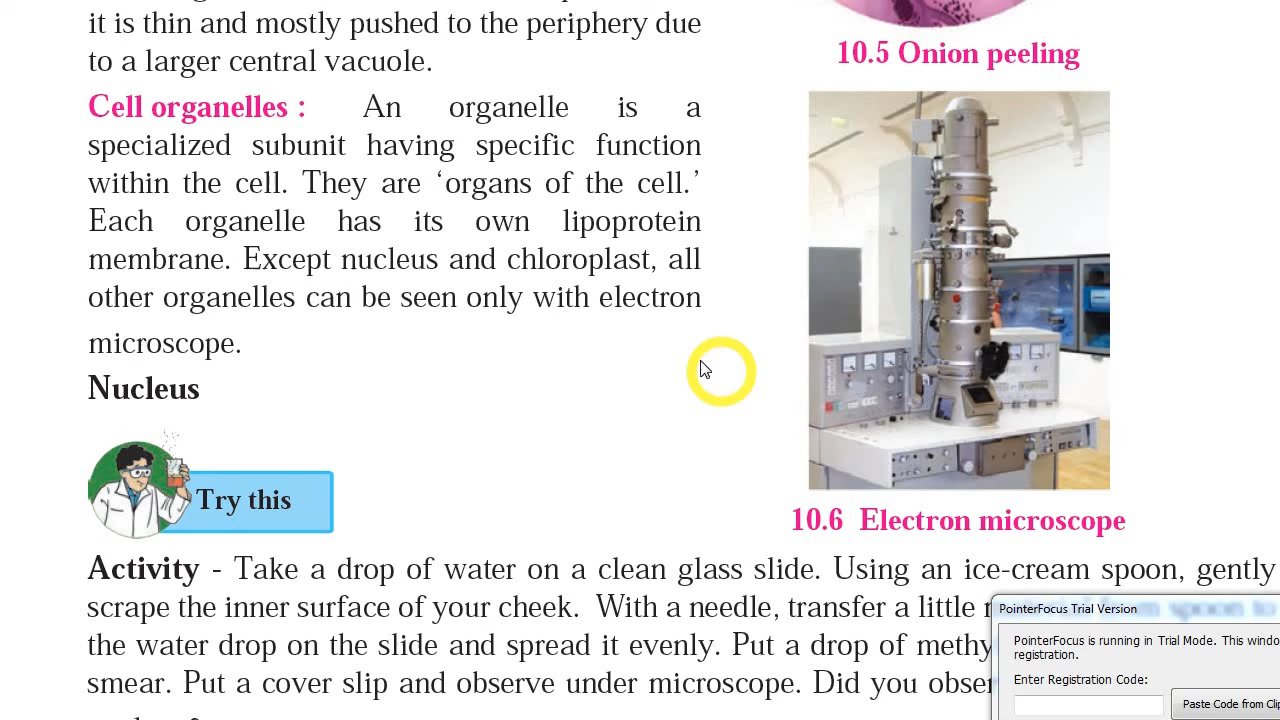 it is thin and mostly pushed to the periphery due
to a larger central vacuole.
Cell organelles : An organelle is a
specialized subunit having specific function
within the cell. They are ‘organs of the cell.’
Each organelle has its own lipoprotein
membrane. Except nucleus and chloroplast, all
other organelles can be seen only with electron
microscope.
Nucleus
Try this
10.5 Onion peeling
10.6 Electron microscope
Activity - Take a drop of water on a clean glass slide. Using an ice-cream spoon, gently
scrape the inner surface of your cheek. With a needle, transfer a little
the water drop on the slide and spread it evenly. Put a drop of methy
smear. Put a cover slip and observe under microscope. Did you obser
PointerFocus Trial Version
PointerFocus is running in Trial Mode. This windo
registration.
Enter Registration Code:
Paste Code from Cli